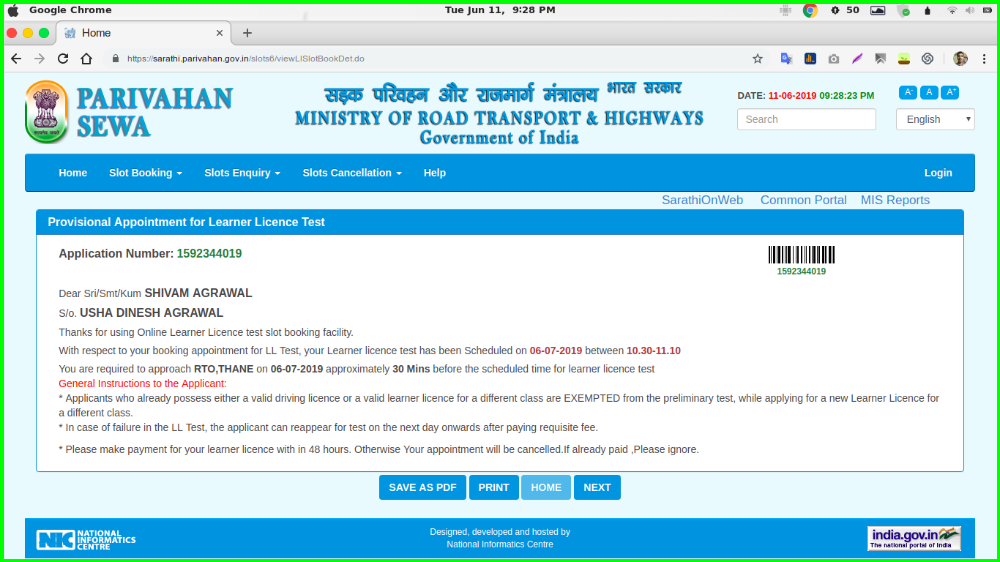 Google Chrome
Tue Jun 11, 9:28 PM
50
Home
https://sarathi.parivahan.gov.in/slots6/viewLlSlotBookDet.do
PARIVAHAN
SEWA
सड़क परिवहन और राजमार्ग मंत्रालय भारत सरकार
MINISTRY OF ROAD TRANSPORT & HIGHWAYS
Government of India
DATE: 11-06-2019 09:28:23 PM
A- A A+
Search
English
Home Slot Booking Slots Enquiry Slots Cancellation Help Login
SarathiOnWeb Common Portal MIS Reports
Provisional Appointment for Learner Licence Test
Application Number: 1592344019
1592344019
Dear Sri/Smt/Kum SHIVAM AGRAWAL
S/o. USHA DINESH AGRAWAL
Thanks for using Online Learner Licence test slot booking facility.
With respect to your booking appointment for LL Test, your Learner licence test has been Scheduled on 06-07-2019 between 10.30-11.10
You are required to approach RTO,THANE on 06-07-2019 approximately 30 Mins before the scheduled time for learner licence test
General Instructions to the Applicant:
* Applicants who already possess either a valid driving licence or a valid learner licence for a different class are EXEMPTED from the preliminary test, while applying for a new Learner Licence for
a different class.
* In case of failure in the LL Test, the applicant can reappear for test on the next day onwards after paying requisite fee.
* Please make payment for your learner licence with in 48 hours. Otherwise Your appointment will be cancelled.If already paid ,Please ignore.
SAVE AS PDF PRINT HOME NEXT
NIC NATIONAL
INFORMATICS
CENTRE
Designed, developed and hosted by
National Informatics Centre
india.gov.in
The national portal of India